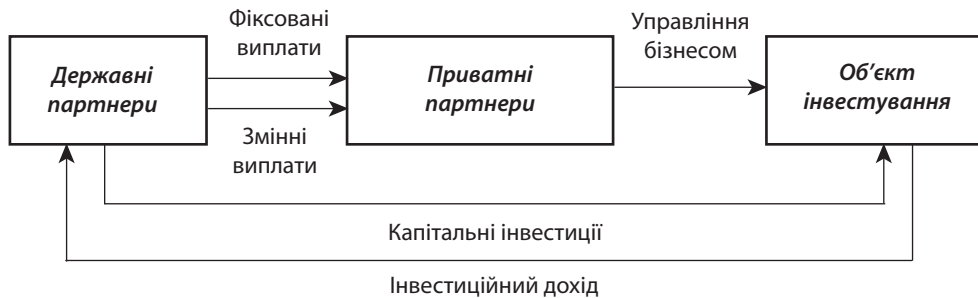 Фіксовані
виплати
Управління
бізнесом
Державні
партнери
Приватні
партнери
Об’єкт
інвестування
Змінні
виплати
Капітальні інвестиції
Інвестиційний дохід